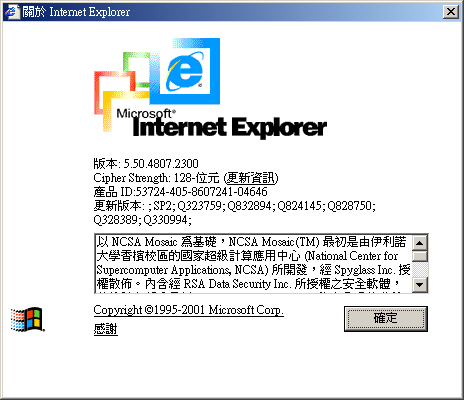 關於 Internet Explorer
Microsoft®
Internet Explorer
版本: 5.50.4807.2300
Cipher Strength: 128-位元 (更新資訊)
產品 ID:53724-405-8607241-04646
更新版本: ; SP2; Q323759; Q832894; Q824145; Q828750;
Q328389; Q330994;
以 NCSA Mosaic 為基礎，NCSA Mosaic(TM) 最初是由伊利諾
大學香檳校區的國家超級計算應用中心 (National Center for
Supercomputer Applications, NCSA) 所開發，經 Spyglass Inc. 授
權散佈。內含經 RSA Data Security Inc. 所授權之安全軟體，
Copyright ©1995-2001 Microsoft Corp.
感謝
確定